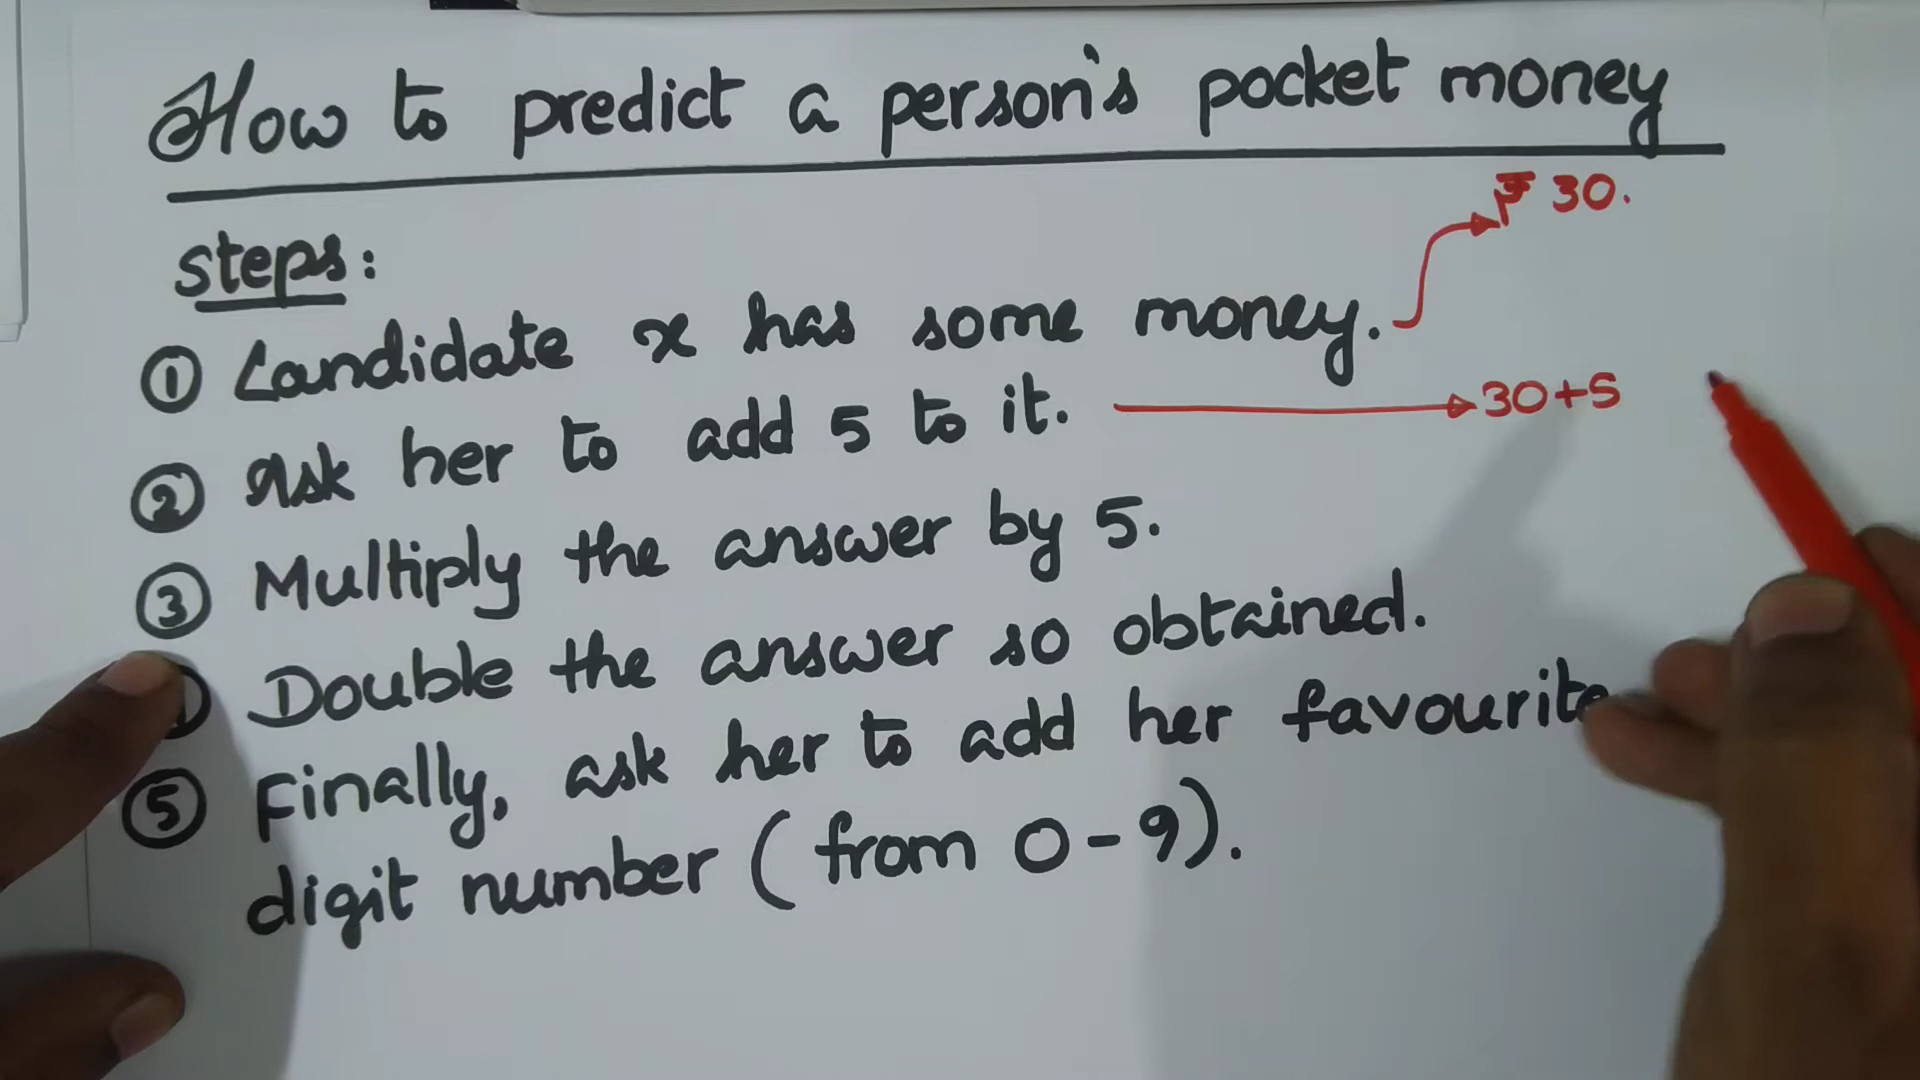 How to predict a person's pocket money
₹ 30.
steps:
① Candidate x has some money.
② Ask her to add 5 to it. 30+5
③ Multiply the answer by 5.
Double the answer so obtained.
⑤ Finally, ask her to add her favourite
digit number (from 0-9).